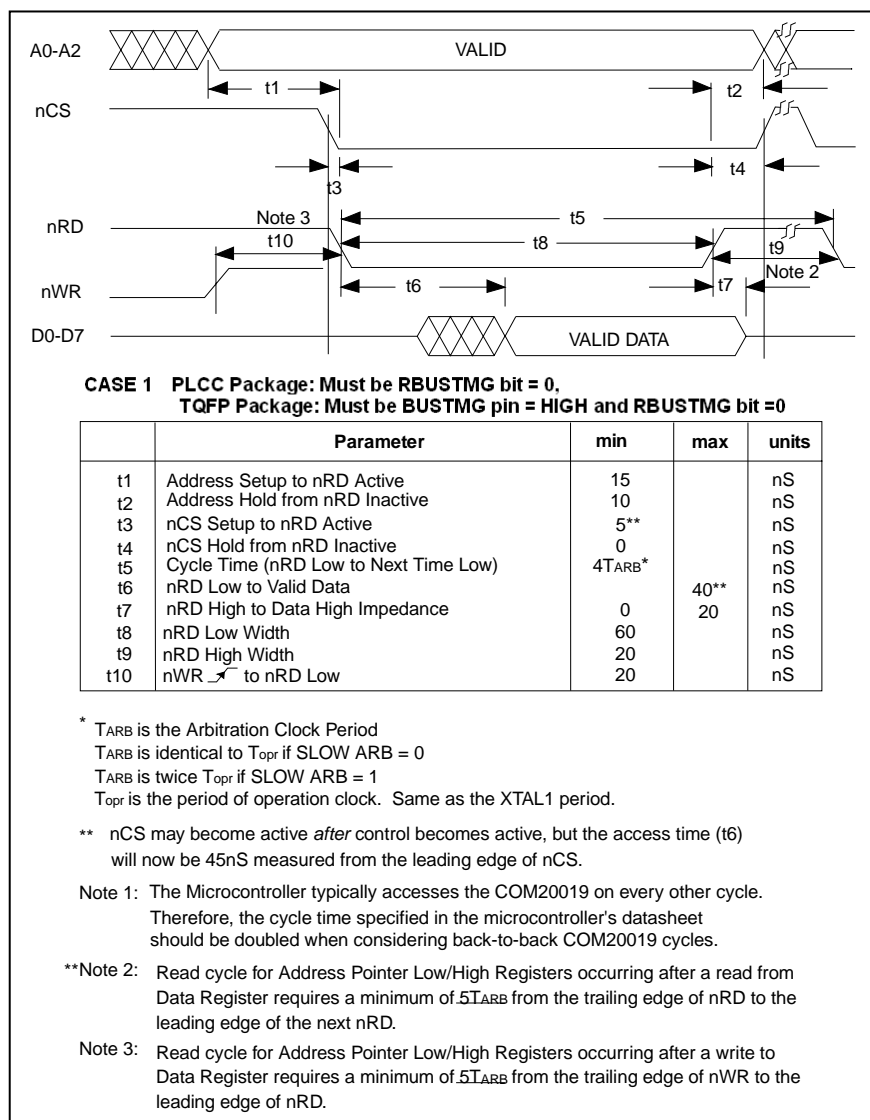 A0-A2
VALID
t1
t2
nCS
t3
t4
nRD
Note 3
t5
t10
t8
t9
nWR
t6
t7
Note 2
D0-D7
VALID DATA
CASE 1 PLCC Package: Must be RBUSTMG bit = 0,
TQFP Package: Must be BUSTMG pin = HIGH and RBUSTMG bit =0
Parameter min max units
t1 Address Setup to nRD Active 15 nS
t2 Address Hold from nRD Inactive 10 nS
t3 nCS Setup to nRD Active 5** nS
t4 nCS Hold from nRD Inactive 0 nS
t5 Cycle Time (nRD Low to Next Time Low) 4TARB* nS
t6 nRD Low to Valid Data 40** nS
t7 nRD High to Data High Impedance 0 20 nS
t8 nRD Low Width 60 nS
t9 nRD High Width 20 nS
t10 nWR to nRD Low 20 nS
* TARB is the Arbitration Clock Period
TARB is identical to Topr if SLOW ARB = 0
TARB is twice Topr if SLOW ARB = 1
Topr is the period of operation clock. Same as the XTAL1 period.
** nCS may become active after control becomes active, but the access time (t6)
will now be 45nS measured from the leading edge of nCS.
Note 1: The Microcontroller typically accesses the COM20019 on every other cycle.
Therefore, the cycle time specified in the microcontroller's datasheet
should be doubled when considering back-to-back COM20019 cycles.
**Note 2: Read cycle for Address Pointer Low/High Registers occurring after a read from
Data Register requires a minimum of 5TARB from the trailing edge of nRD to the
leading edge of the next nRD.
Note 3: Read cycle for Address Pointer Low/High Registers occurring after a write to
Data Register requires a minimum of 5TARB from the trailing edge of nWR to the
leading edge of nRD.